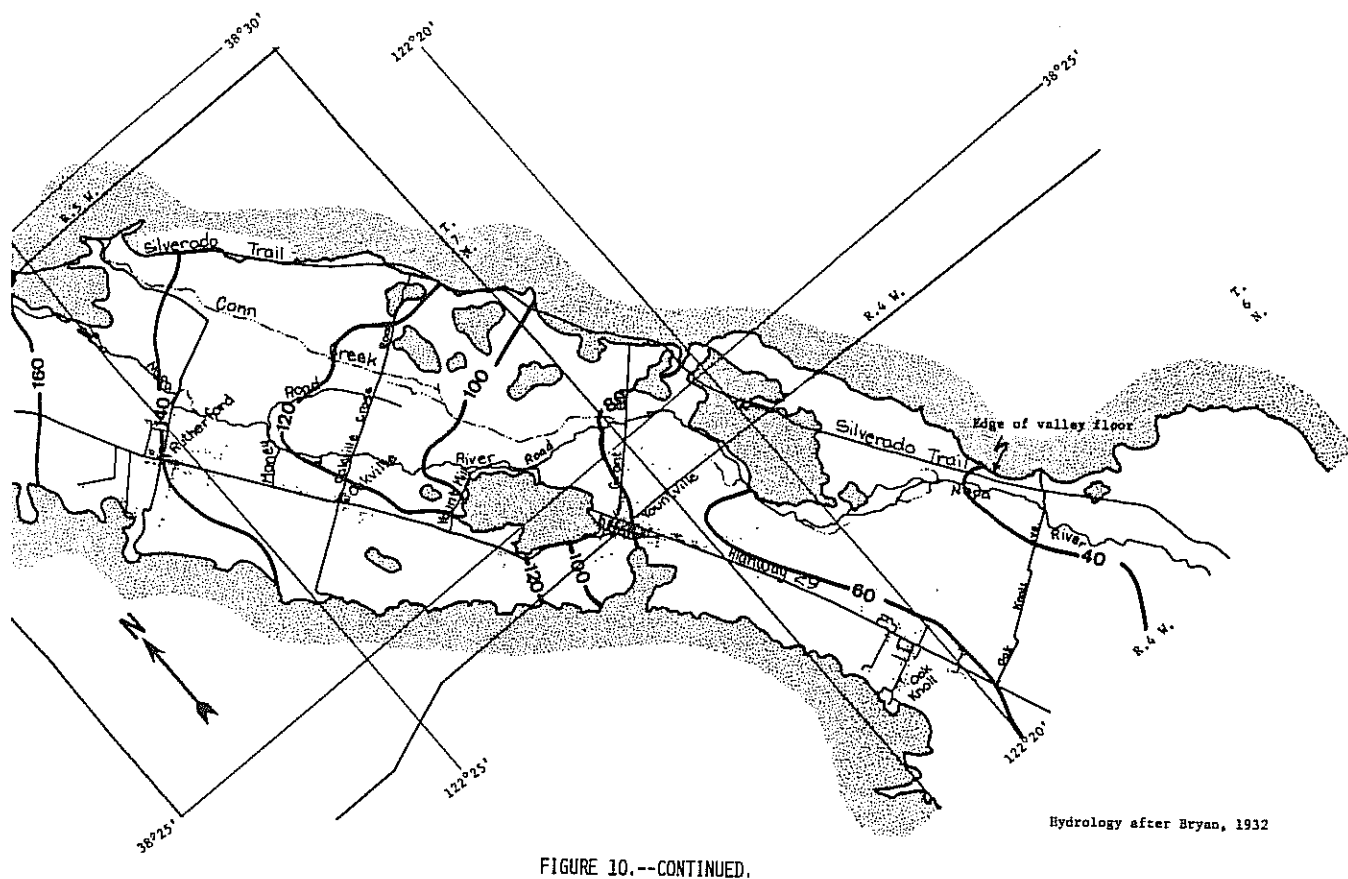 38°30'
122°20'
38°25'
R.5 W.
T. 7 N.
R.4 W.
T. 6 N.
Silverado Trail
Conn Creek
160
140
120
100
80
Rutherford
Road
Oakville Cross Road
Oakville
River Road
Yountville
Silverado Trail
Edge of valley floor
Napa River
40
60
Highway 29
120
100
Oak Knoll
Oak Knoll
R.4 W.
N
122°25'
122°20'
38°25'
Hydrology after Bryan, 1932
FIGURE 10.--CONTINUED.